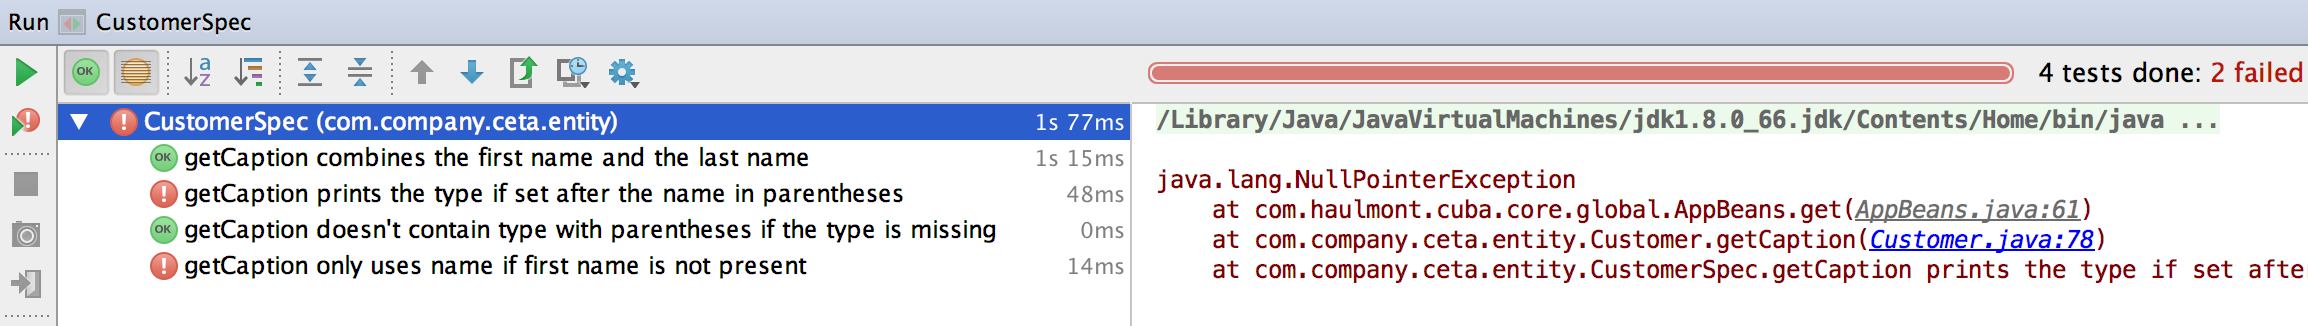 Run CustomerSpec
OK a z 4 tests done: 2 failed
CustomerSpec (com.company.ceta.entity) 1s 77ms
OK getCaption combines the first name and the last name 1s 15ms
getCaption prints the type if set after the name in parentheses 48ms
OK getCaption doesn't contain type with parentheses if the type is missing 0ms
getCaption only uses name if first name is not present 14ms
/Library/Java/JavaVirtualMachines/jdk1.8.0_66.jdk/Contents/Home/bin/java ...
java.lang.NullPointerException
at com.haulmont.cuba.core.global.AppBeans.get(AppBeans.java:61)
at com.company.ceta.entity.Customer.getCaption(Customer.java:78)
at com.company.ceta.entity.CustomerSpec.getCaption prints the type if set afte